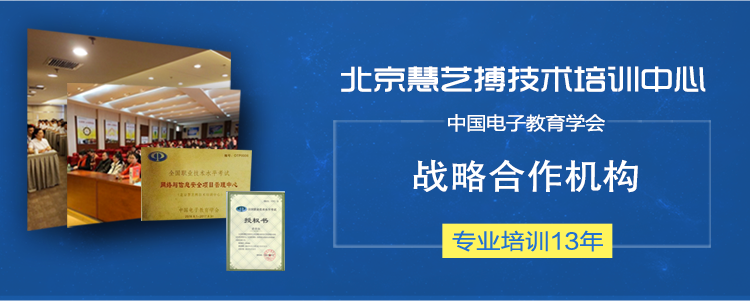 北京慧艺搏技术培训中心
中国电子教育学会
战略合作机构
专业培训13年
全国职业技术水平考试
网络与信息安全项目管理中心
中国电子教育学会
授权书